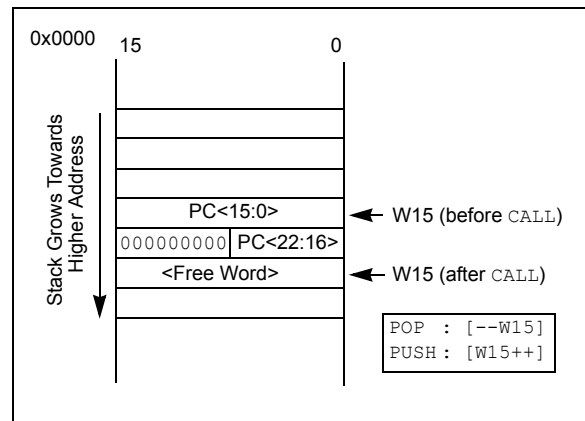 0x0000
15 0
Stack Grows Towards
Higher Address
PC<15:0>
W15 (before CALL)
000000000 PC<22:16>
<Free Word>
W15 (after CALL)
POP : [--W15]
PUSH : [W15++]